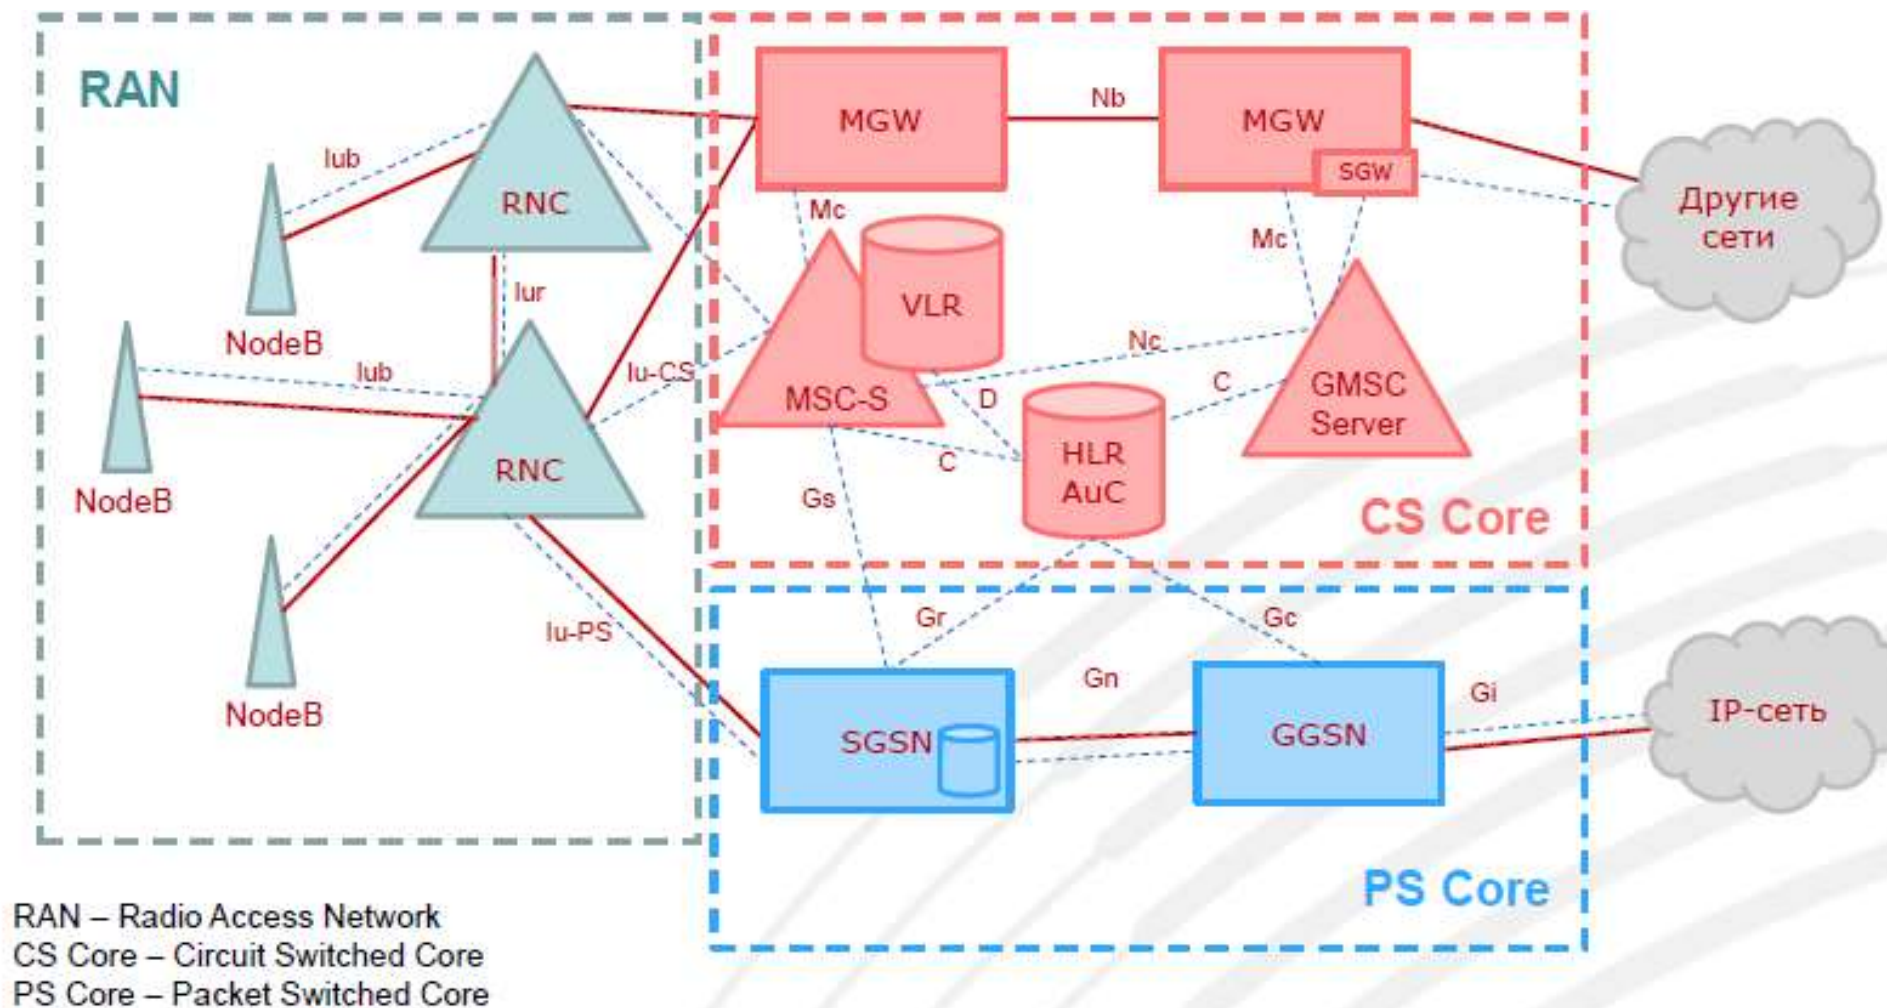 RAN
MGW
Nb
MGW
SGW
Iub
RNC
Mc
Mc
Другие
сети
VLR
Iur
NodeB
Iub
Iu-CS
Nc
MSC-S
D
C
GMSC
Server
NodeB
RNC
C
HLR
AuC
Gs
CS Core
Iu-PS
Gr
Gc
NodeB
SGSN
Gn
GGSN
Gi
IP-сеть
PS Core
RAN – Radio Access Network
CS Core – Circuit Switched Core
PS Core – Packet Switched Core